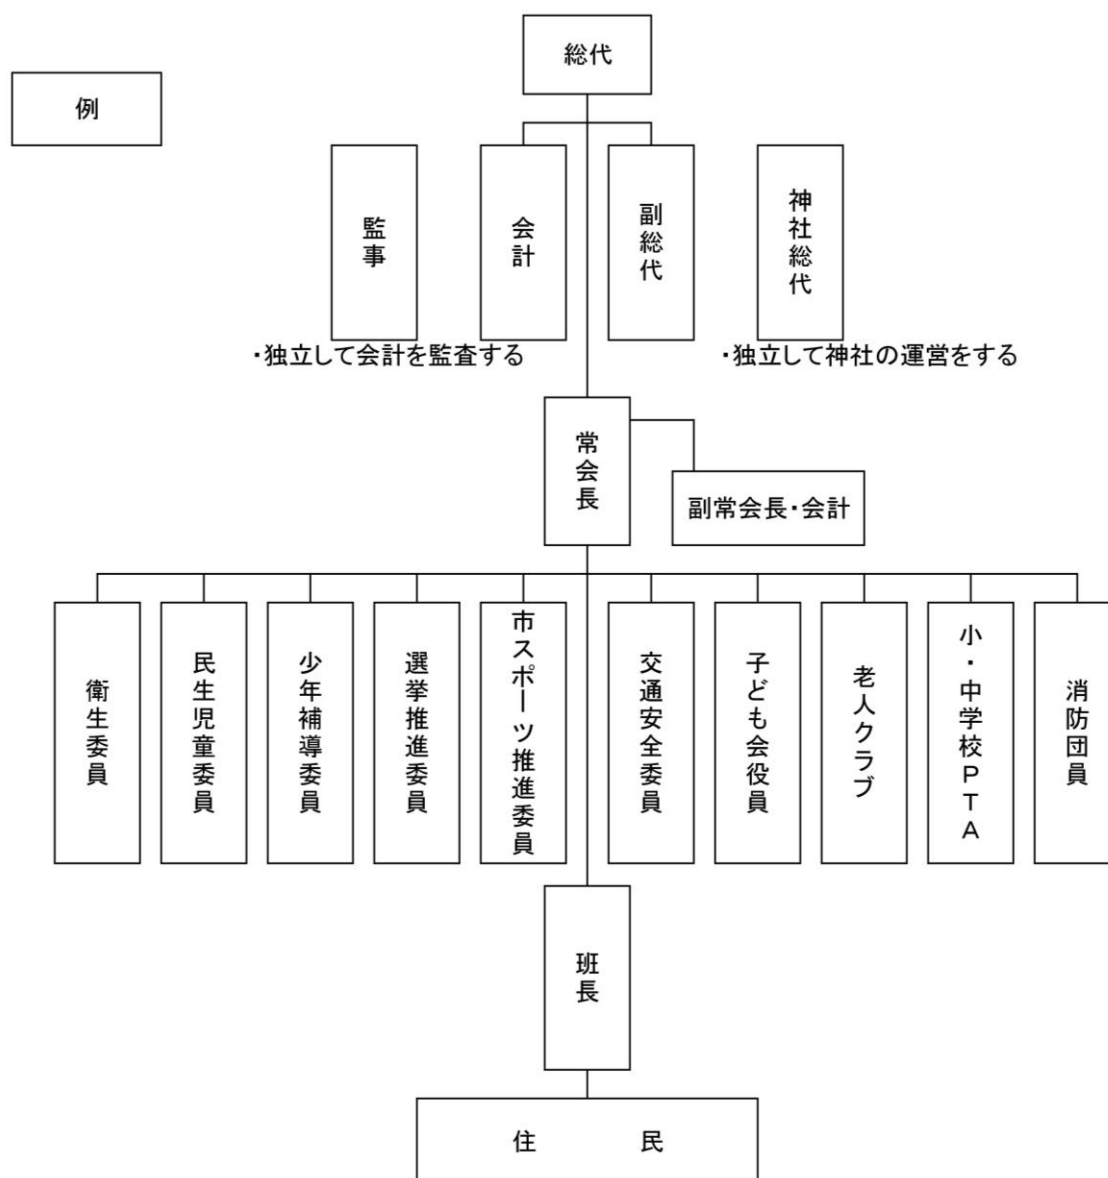 総代
例
監事
会計
副総代
神社総代
・独立して会計を監査する
・独立して神社の運営をする
常会長
副常会長・会計
衛生委員
民生児童委員
少年補導委員
選挙推進委員
市スポーツ推進委員
交通安全委員
子ども会役員
老人クラブ
小・中学校PTA
消防団員
班長
住　民